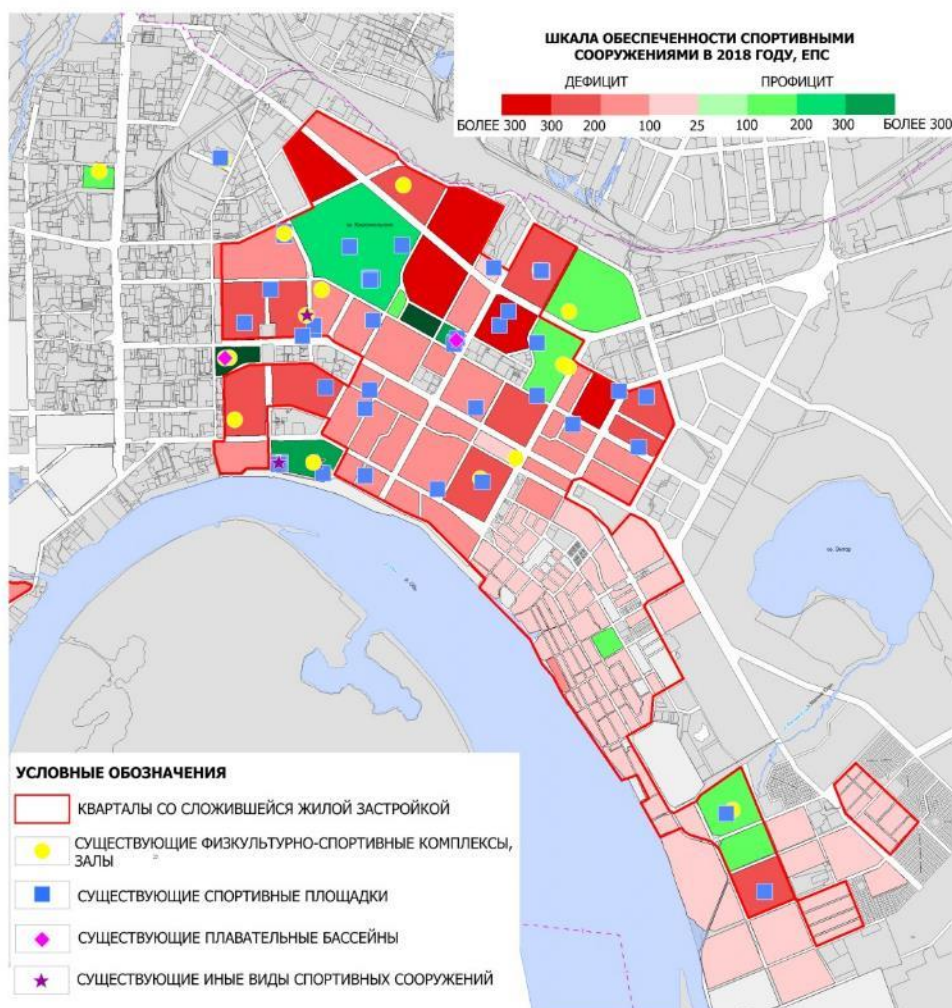 ШКАЛА ОБЕСПЕЧЕННОСТИ СПОРТИВНЫМИ
СООРУЖЕНИЯМИ В 2018 ГОДУ, ЕПС
ДЕФИЦИТ ПРОФИЦИТ
БОЛЕЕ 300 300 200 100 25 100 200 300 БОЛЕЕ 300
р. Обь
УСЛОВНЫЕ ОБОЗНАЧЕНИЯ
КВАРТАЛЫ СО СЛОЖИВШЕЙСЯ ЖИЛОЙ ЗАСТРОЙКОЙ
СУЩЕСТВУЮЩИЕ ФИЗКУЛЬТУРНО-СПОРТИВНЫЕ КОМПЛЕКСЫ,
ЗАЛЫ
СУЩЕСТВУЮЩИЕ СПОРТИВНЫЕ ПЛОЩАДКИ
СУЩЕСТВУЮЩИЕ ПЛАВАТЕЛЬНЫЕ БАССЕЙНЫ
СУЩЕСТВУЮЩИЕ ИНЫЕ ВИДЫ СПОРТИВНЫХ СООРУЖЕНИЙ